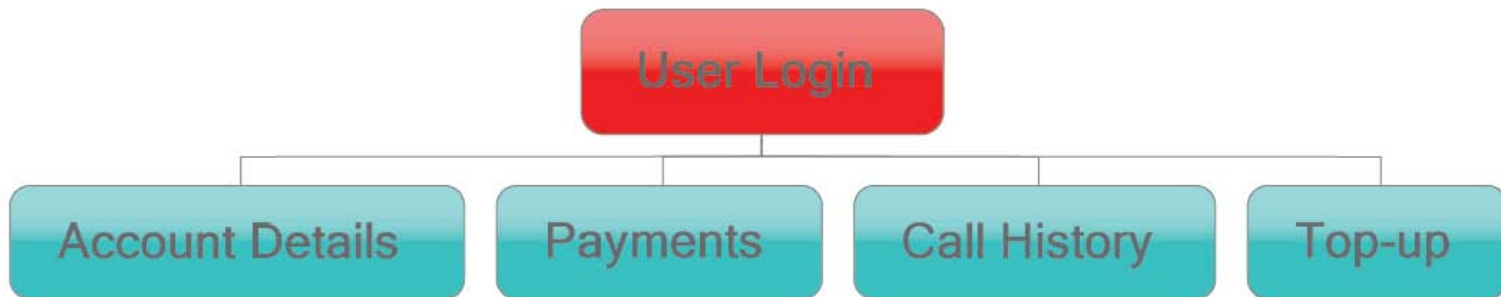 User Login
Account Details
Payments
Call History
Top-up